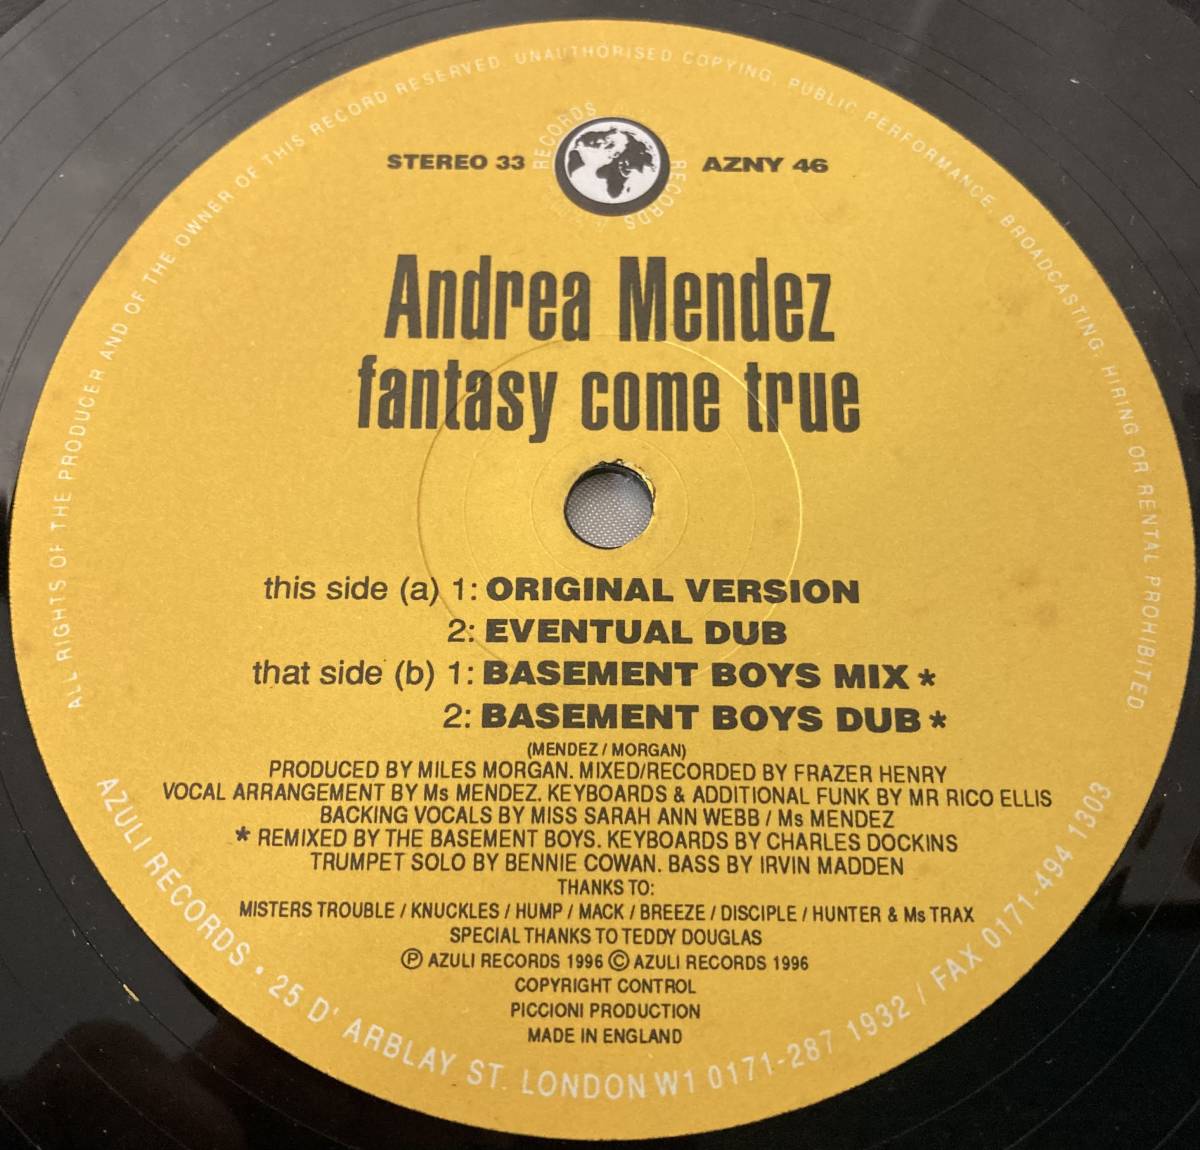 ALL RIGHTS OF THE PRODUCER AND OF THE OWNER OF THIS RECORD RESERVED. UNAUTHORISED COPYING, PUBLIC PERFORMANCE, BROADCASTING, HIRING OR RENTAL PROHIBITED
STEREO 33
RECORDS
RECORDS
RECORDS
AZNY 46
Andrea Mendez
fantasy come true
this side (a) 1: ORIGINAL VERSION
2: EVENTUAL DUB
that side (b) 1: BASEMENT BOYS MIX *
2: BASEMENT BOYS DUB *
(MENDEZ / MORGAN)
PRODUCED BY MILES MORGAN. MIXED/RECORDED BY FRAZER HENRY
VOCAL ARRANGEMENT BY Ms MENDEZ. KEYBOARDS & ADDITIONAL FUNK BY MR RICO ELLIS
BACKING VOCALS BY MISS SARAH ANN WEBB / Ms MENDEZ
* REMIXED BY THE BASEMENT BOYS. KEYBOARDS BY CHARLES DOCKINS
TRUMPET SOLO BY BENNIE COWAN. BASS BY IRVIN MADDEN
THANKS TO:
MISTERS TROUBLE / KNUCKLES / HUMP / MACK / BREEZE / DISCIPLE / HUNTER & Ms TRAX
SPECIAL THANKS TO TEDDY DOUGLAS
Ⓟ AZULI RECORDS 1996 © AZULI RECORDS 1996
COPYRIGHT CONTROL
PICCIONI PRODUCTION
MADE IN ENGLAND
AZULI RECORDS • 25 D' ARBLAY ST. LONDON W1 0171-287 1932 / FAX 0171-494 1303